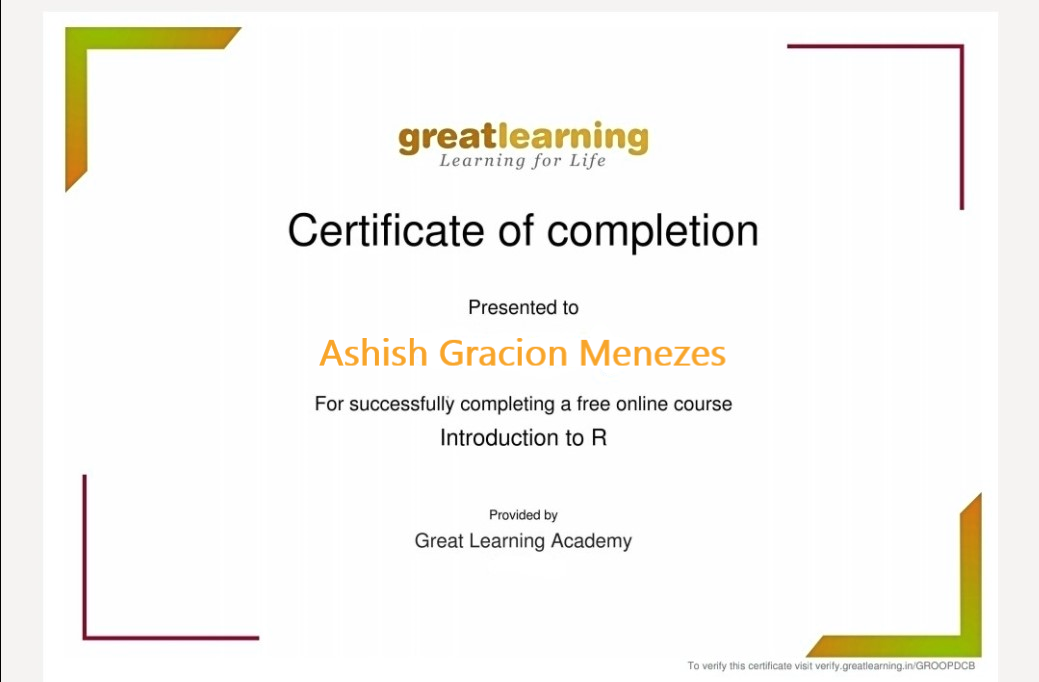 greatlearning
Learning for Life
Certificate of completion
Presented to
Ashish Gracion Menezes
For successfully completing a free online course
Introduction to R
Provided by
Great Learning Academy
To verify this certificate visit verify.greatlearning.in/GROOPDCB